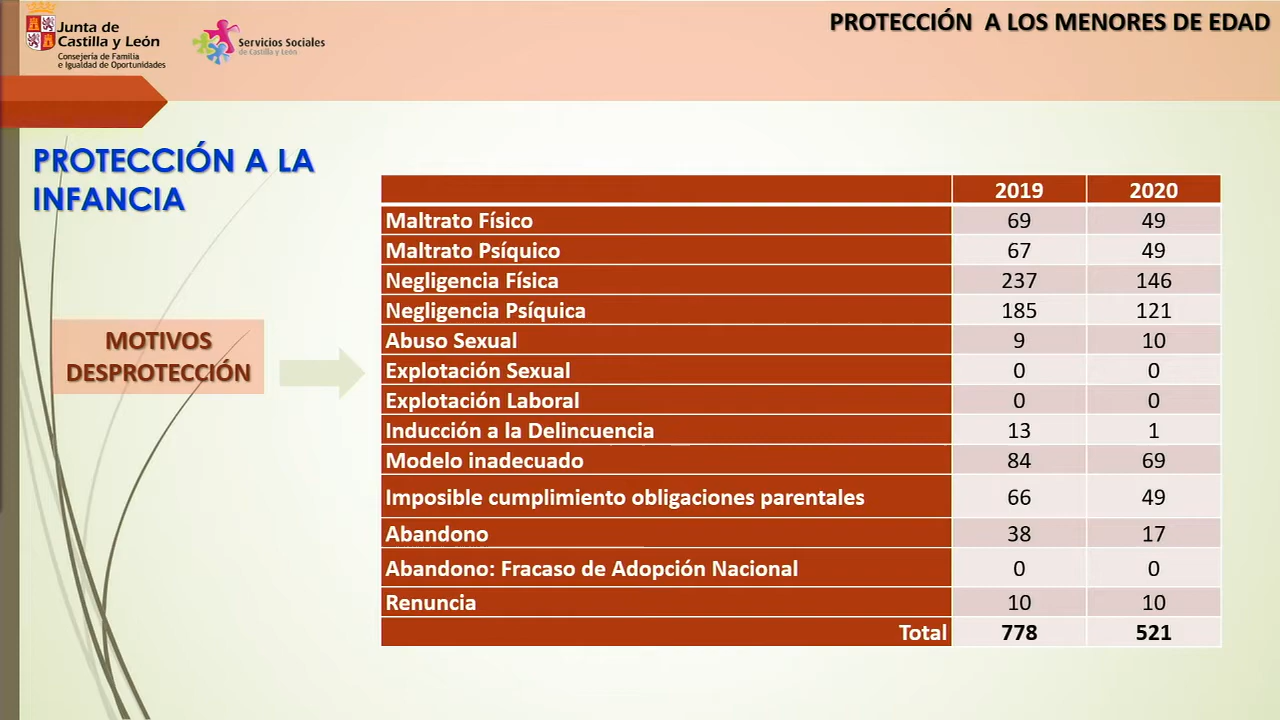 Junta de
Castilla y León
Consejería de Familia
e Igualdad de Oportunidades
Servicios Sociales
de Castilla y León
PROTECCIÓN A LOS MENORES DE EDAD
PROTECCIÓN A LA
INFANCIA
MOTIVOS
DESPROTECCIÓN
2019 2020
Maltrato Físico 69 49
Maltrato Psíquico 67 49
Negligencia Física 237 146
Negligencia Psíquica 185 121
Abuso Sexual 9 10
Explotación Sexual 0 0
Explotación Laboral 0 0
Inducción a la Delincuencia 13 1
Modelo inadecuado 84 69
Imposible cumplimiento obligaciones parentales 66 49
Abandono 38 17
Abandono: Fracaso de Adopción Nacional 0 0
Renuncia 10 10
Total 778 521